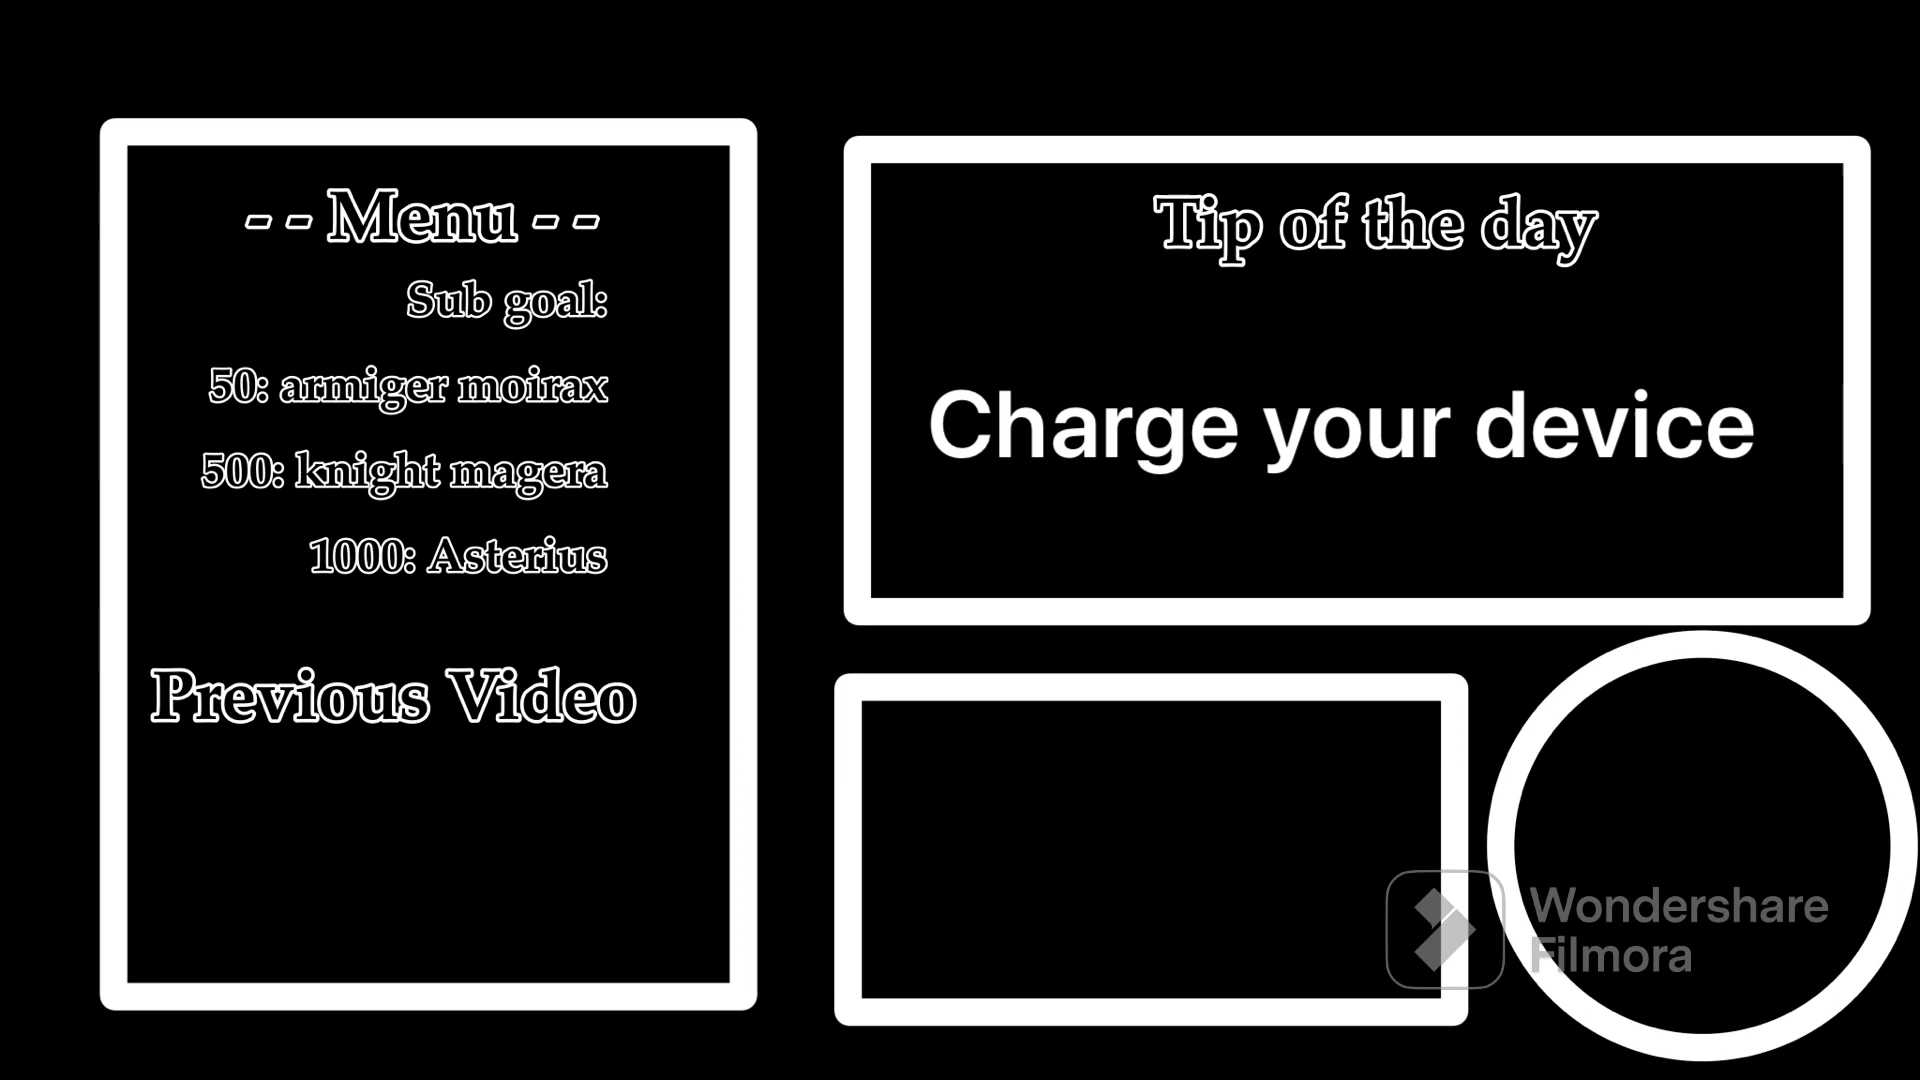 - - Menu - -
Sub goal:
50: armiger moirax
500: knight magera
1000: Asterius
Previous Video
Tip of the day
Charge your device
Wondershare
Filmora